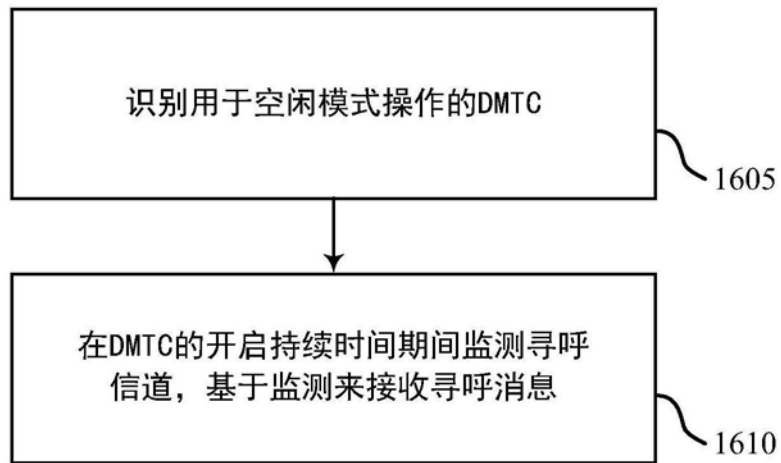 识别用于空闲模式操作的DMTC
1605
在DMTC的开启持续时间期间监测寻呼
信道，基于监测来接收寻呼消息
1610